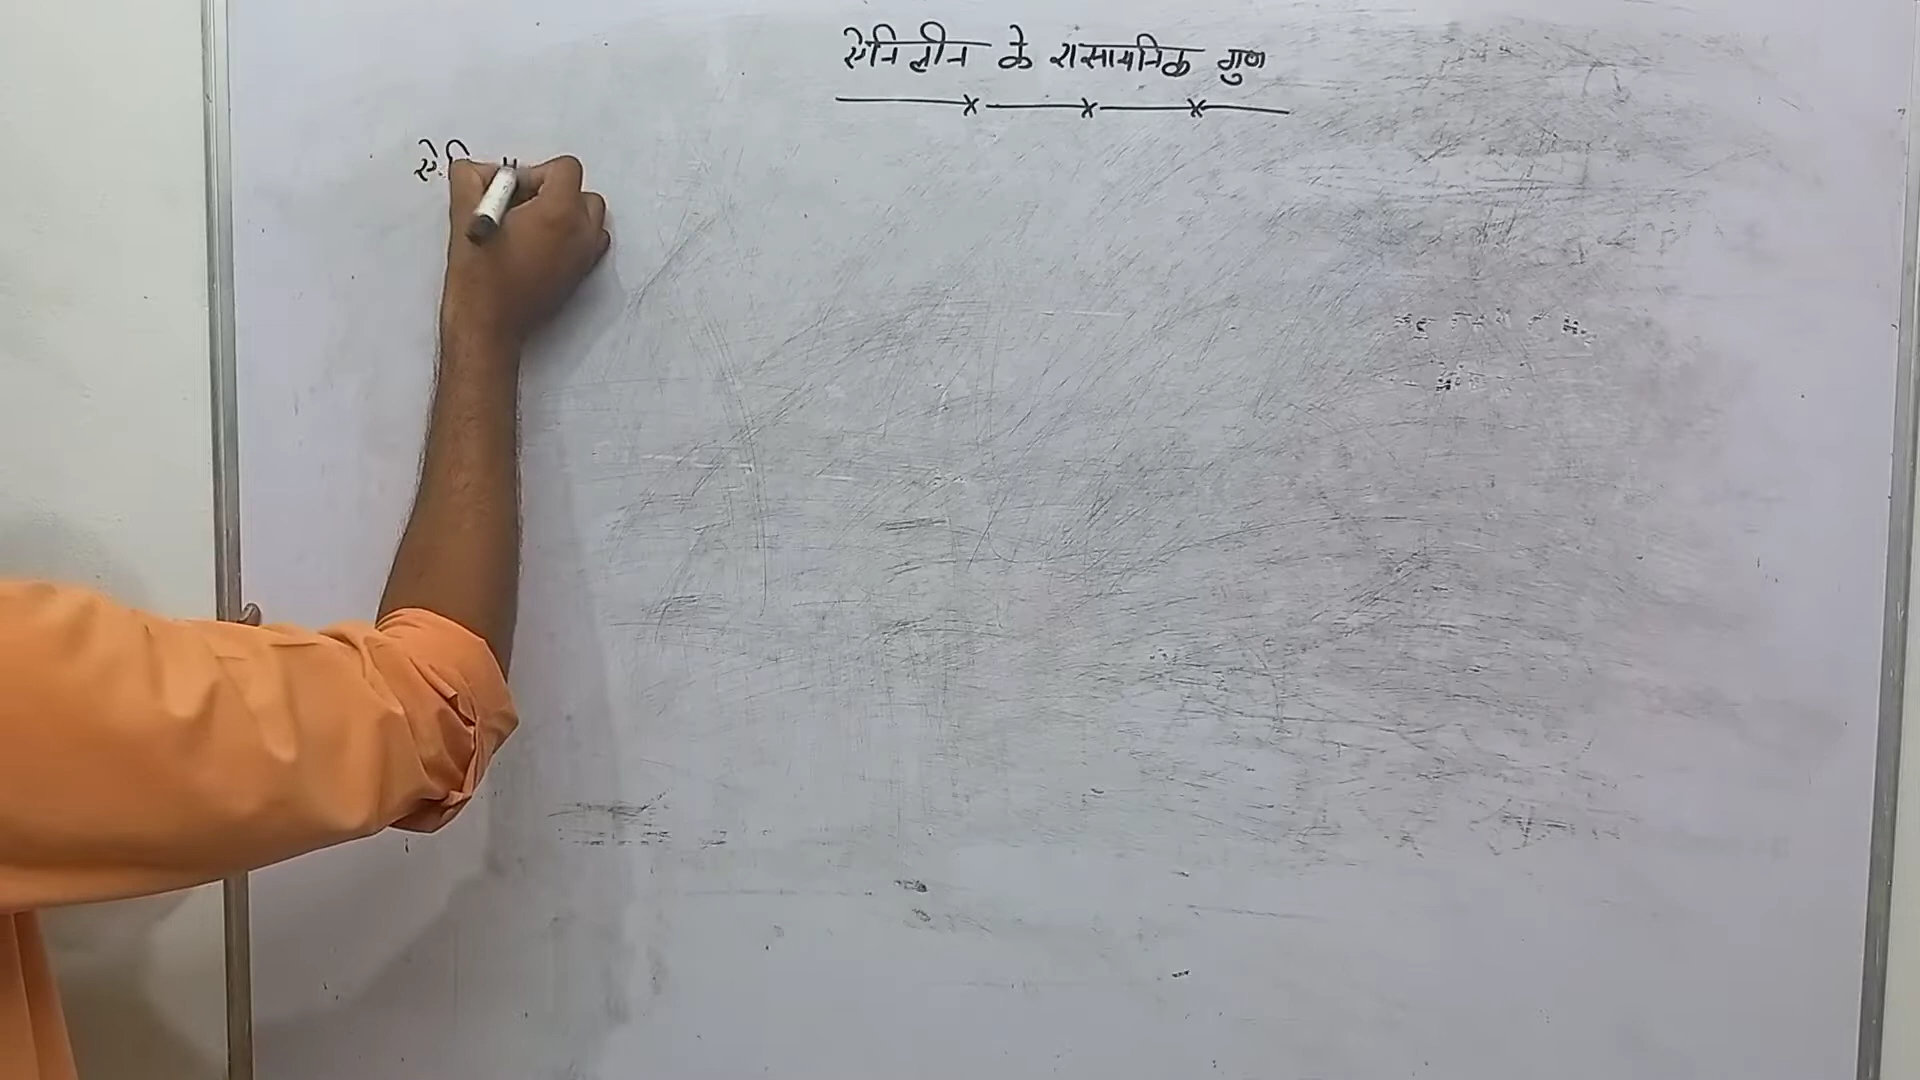 ऐनिलीन के रासायनिक गुण